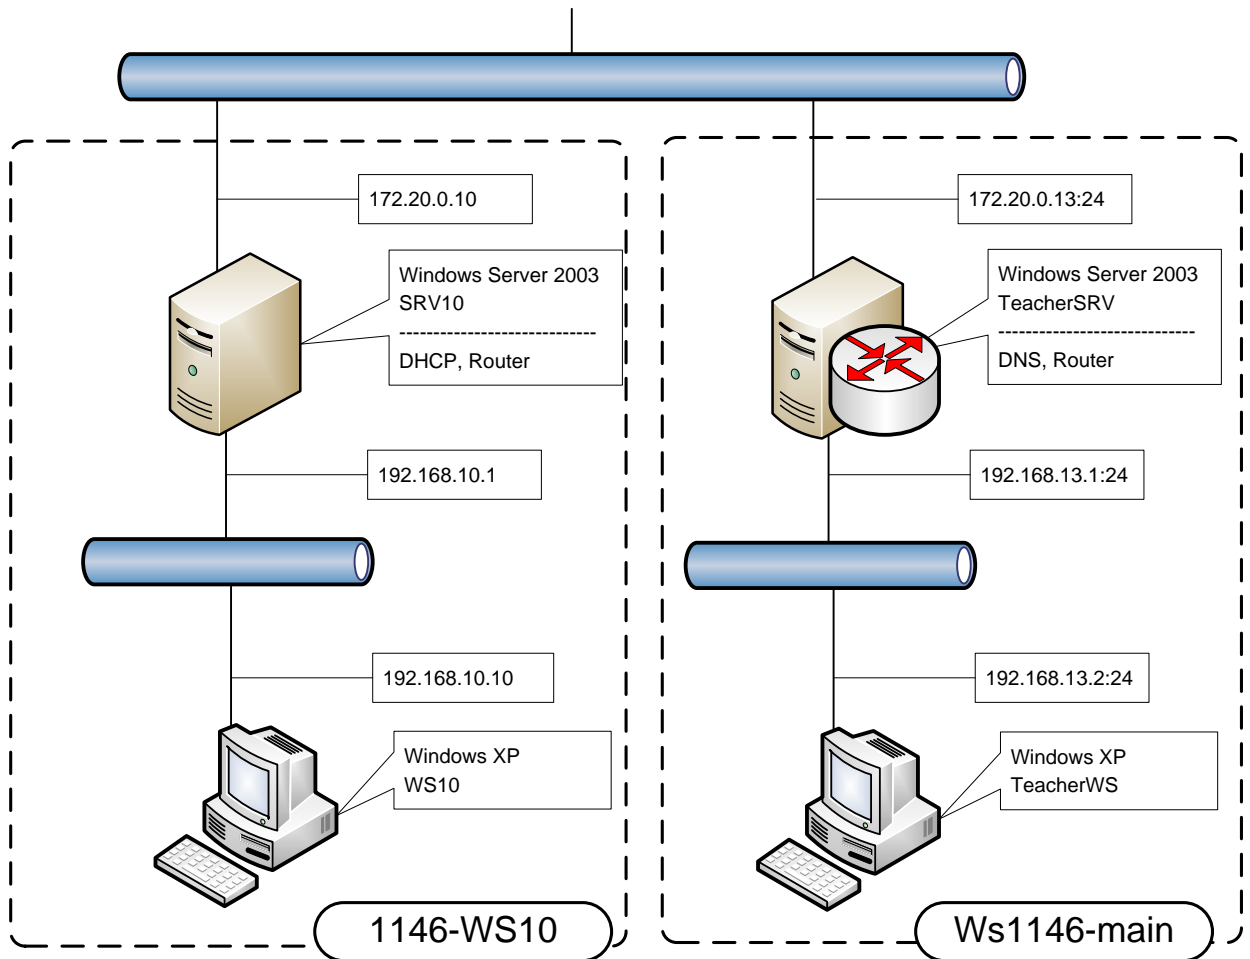 172.20.0.10
Windows Server 2003
SRV10
----------------------------
DHCP, Router
192.168.10.1
192.168.10.10
Windows XP
WS10
1146-WS10
172.20.0.13:24
Windows Server 2003
TeacherSRV
----------------------------
DNS, Router
192.168.13.1:24
192.168.13.2:24
Windows XP
TeacherWS
Ws1146-main